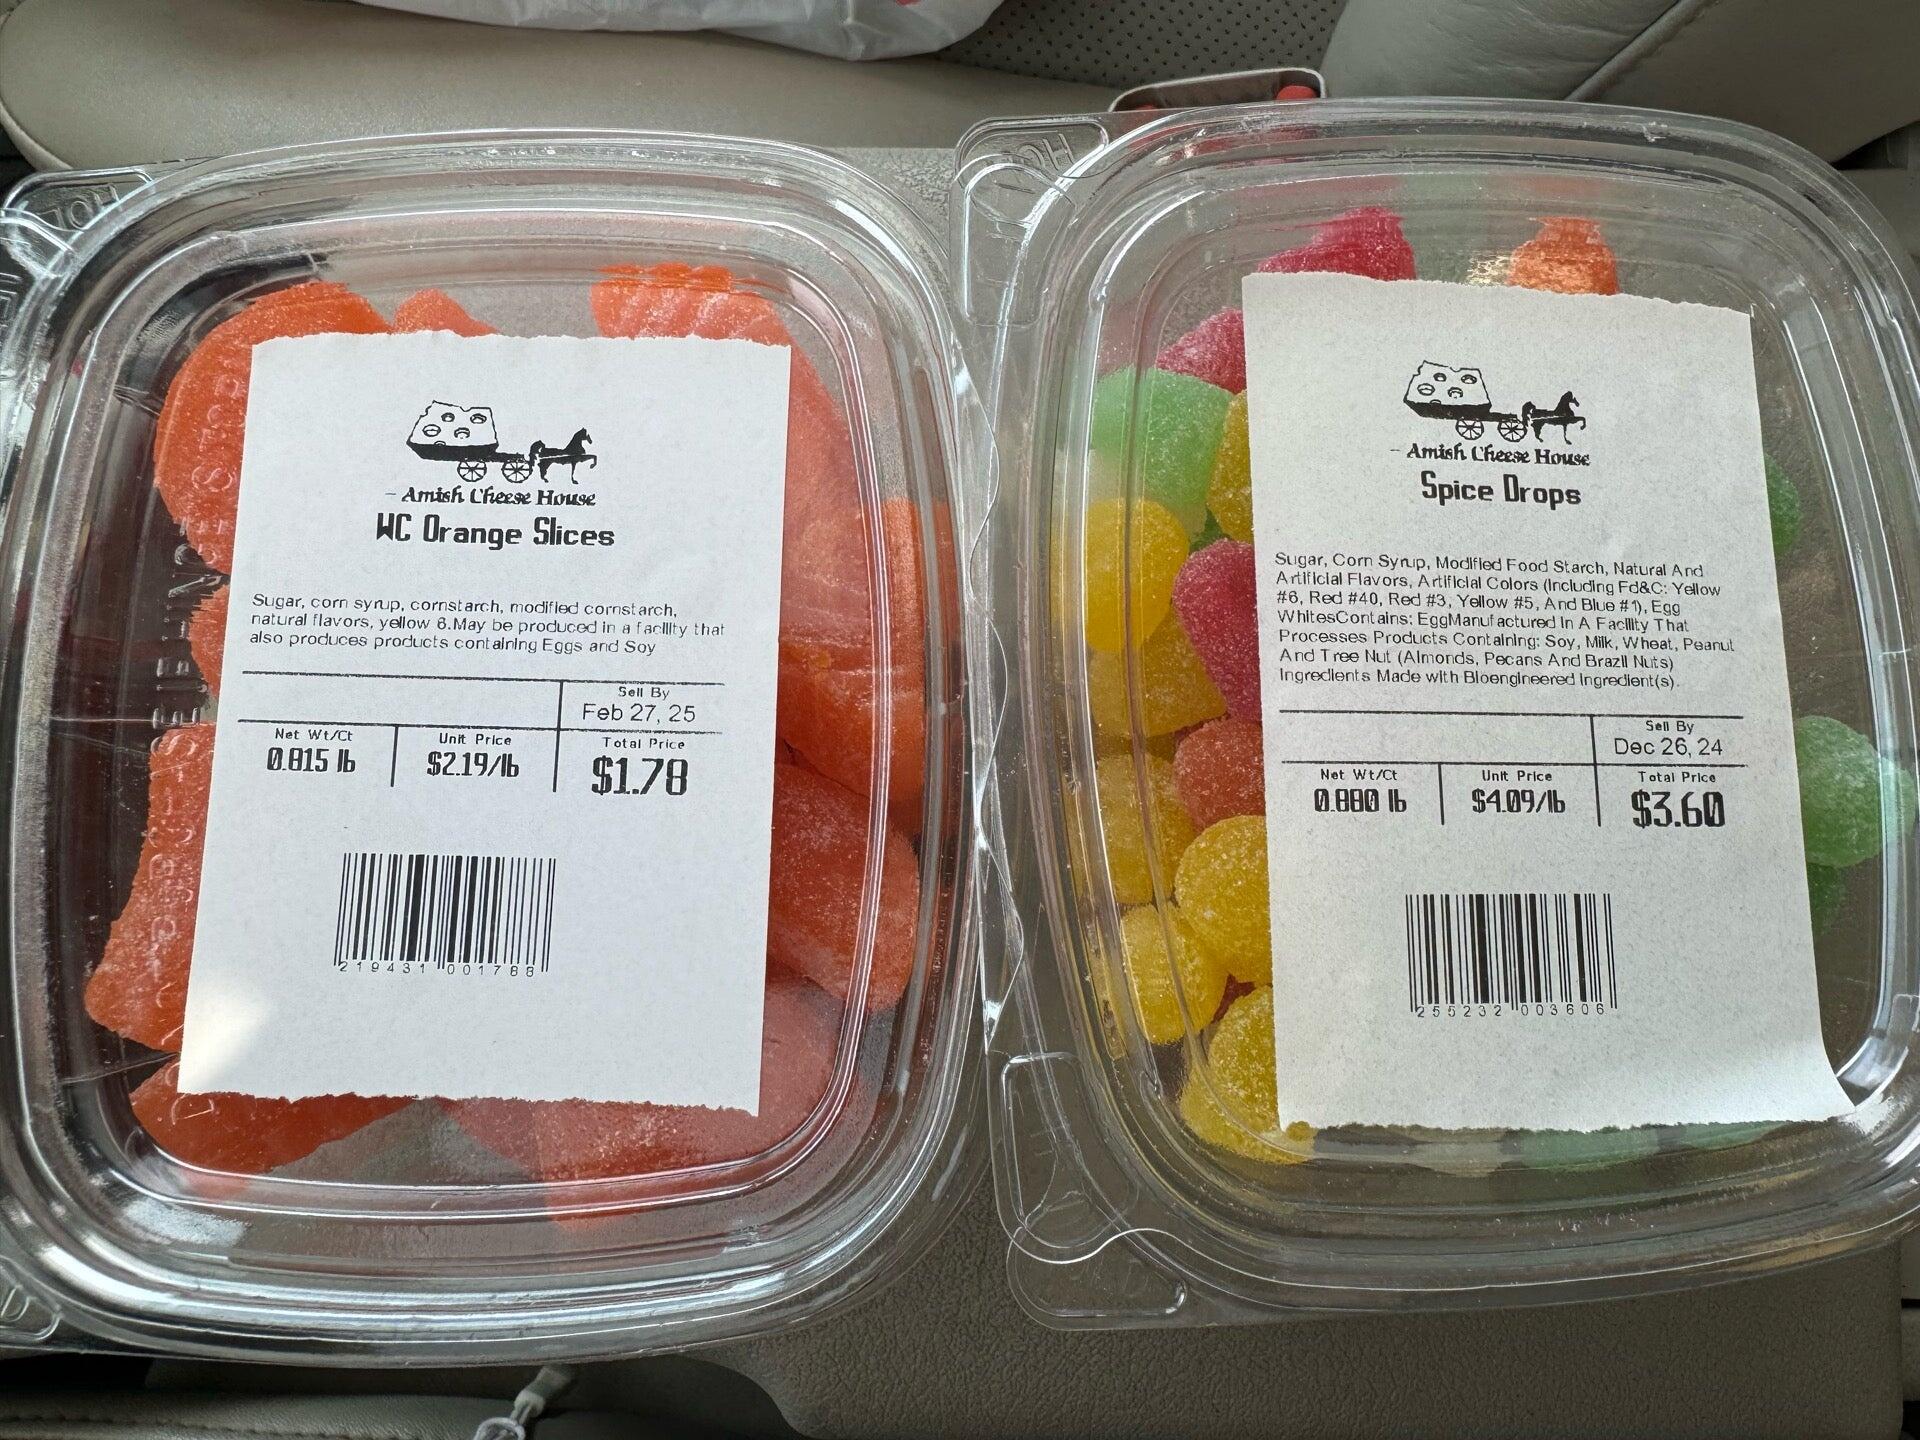 Amish Cheese House
WC Orange Slices
Sugar, corn syrup, cornstarch, modified cornstarch,
natural flavors, yellow 6.May be produced in a facility that
also produces products containing Eggs and Soy
Sell By
Feb 27, 25
Net Wt/Ct
Unit Price
Total Price
0.815 lb
$2.19/lb
$1.78
219431 001788
Amish Cheese House
Spice Drops
Sugar, Corn Syrup, Modified Food Starch, Natural And
Artificial Flavors, Artificial Colors (Including Fd&C: Yellow
#6, Red #40, Red #3, Yellow #5, And Blue #1), Egg
WhitesContains: EggManufactured In A Facility That
Processes Products Containing: Soy, Milk, Wheat, Peanut
And Tree Nut (Almonds, Pecans And Brazil Nuts)
Ingredients Made with Bioengineered Ingredient(s).
Sell By
Dec 26, 24
Net Wt/Ct
Unit Price
Total Price
0.880 lb
$4.09/lb
$3.60
255232 003606